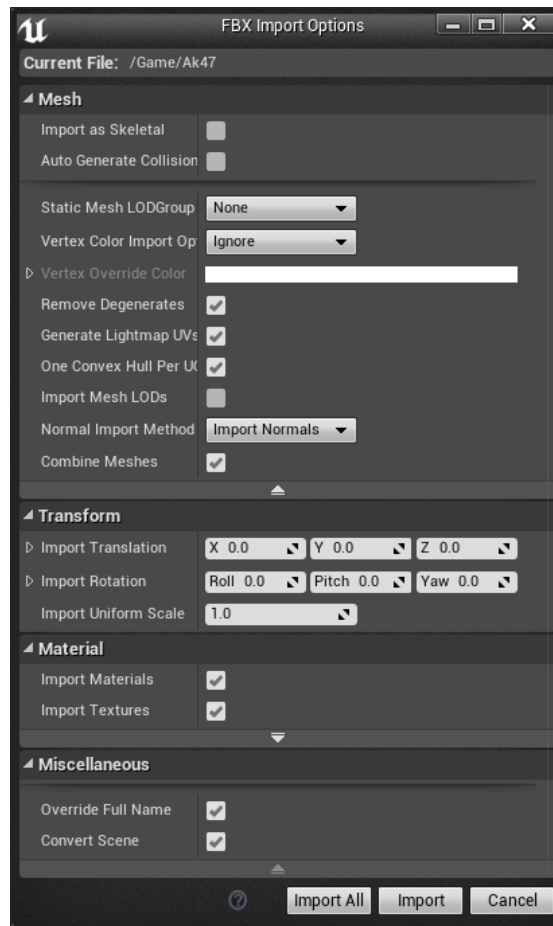 FBX Import Options
Current File: /Game/Ak47
Mesh
Import as Skeletal
Auto Generate Collision
Static Mesh LODGroup None
Vertex Color Import Op Ignore
Vertex Override Color
Remove Degenerates
Generate Lightmap UVs
One Convex Hull Per UC
Import Mesh LODs
Normal Import Method Import Normals
Combine Meshes
Transform
Import Translation X 0.0 Y 0.0 Z 0.0
Import Rotation Roll 0.0 Pitch 0.0 Yaw 0.0
Import Uniform Scale 1.0
Material
Import Materials
Import Textures
Miscellaneous
Override Full Name
Convert Scene
Import All Import Cancel